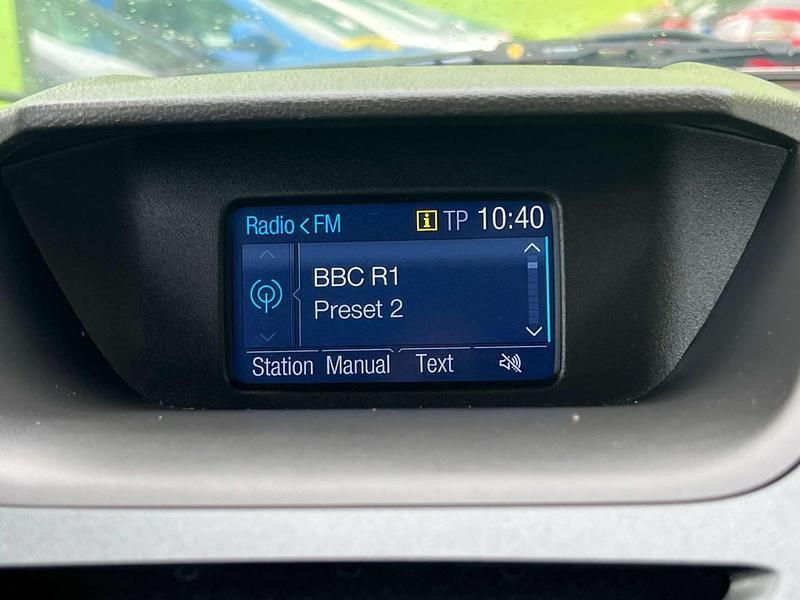 Radio < FM i TP 10:40
BBC R1
Preset 2
Station Manual Text